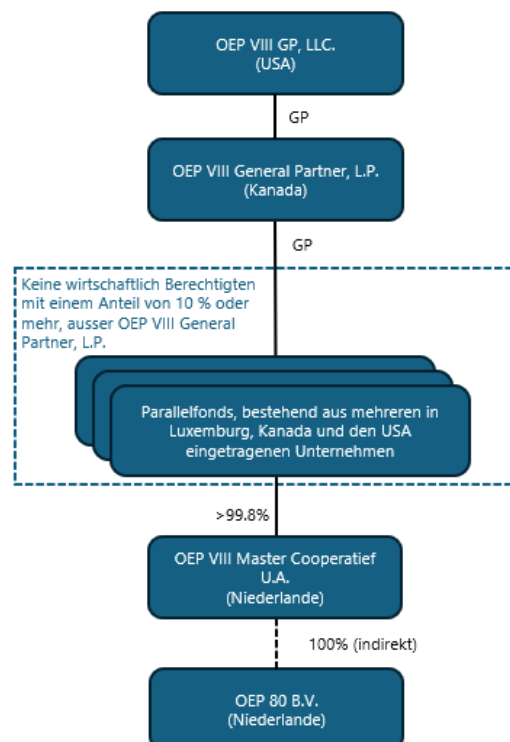 OEP VIII GP, LLC.
(USA)
GP
OEP VIII General Partner, L.P.
(Kanada)
GP
Keine wirtschaftlich Berechtigten
mit einem Anteil von 10 % oder
mehr, ausser OEP VIII General
Partner, L.P.
Parallelfonds, bestehend aus mehreren in
Luxemburg, Kanada und den USA
eingetragenen Unternehmen
>99.8%
OEP VIII Master Cooperatief
U.A.
(Niederlande)
100% (indirekt)
OEP 80 B.V.
(Niederlande)